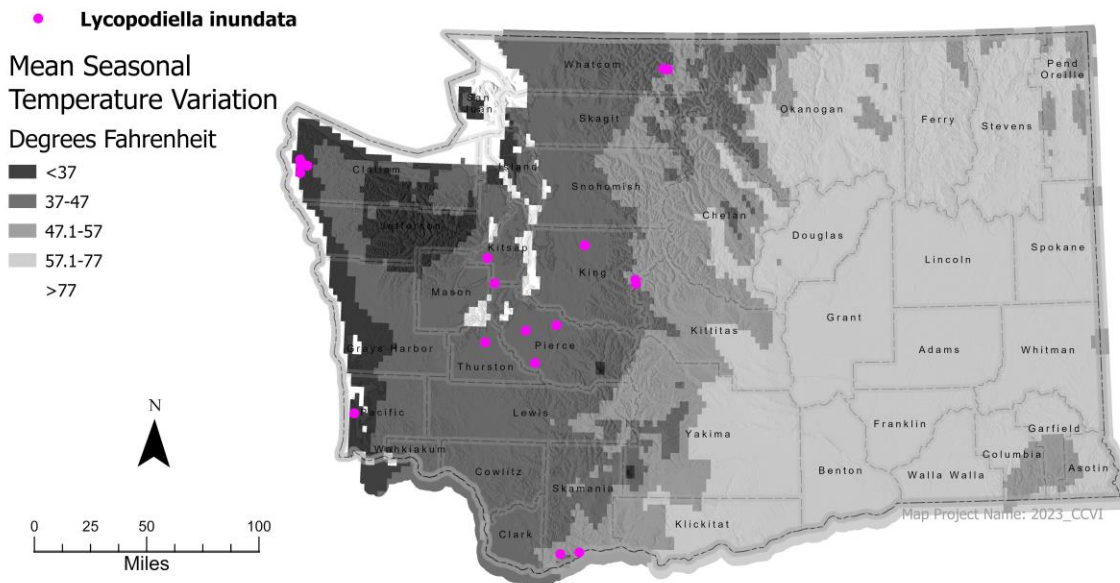 Lycopodiella inundata
Mean Seasonal
Temperature Variation
Degrees Fahrenheit
<37
37-47
47.1-57
57.1-77
>77
Whatcom
Pend
Oreille
San
Juan
Okanogan
Ferry
Stevens
Skagit
Clallam
Island
Snohomish
Chelan
Jefferson
Douglas
Kitsap
Spokane
Lincoln
King
Mason
Grant
Kittitas
Grays Harbor
Pierce
Adams
Whitman
Thurston
Pacific
Lewis
Franklin
Garfield
Yakima
Wahkiakum
Columbia
Asotin
Cowlitz
Benton
Walla Walla
Skamania
Klickitat
Clark
Map Project Name: 2023_CCVI
N
0 25 50 100
Miles